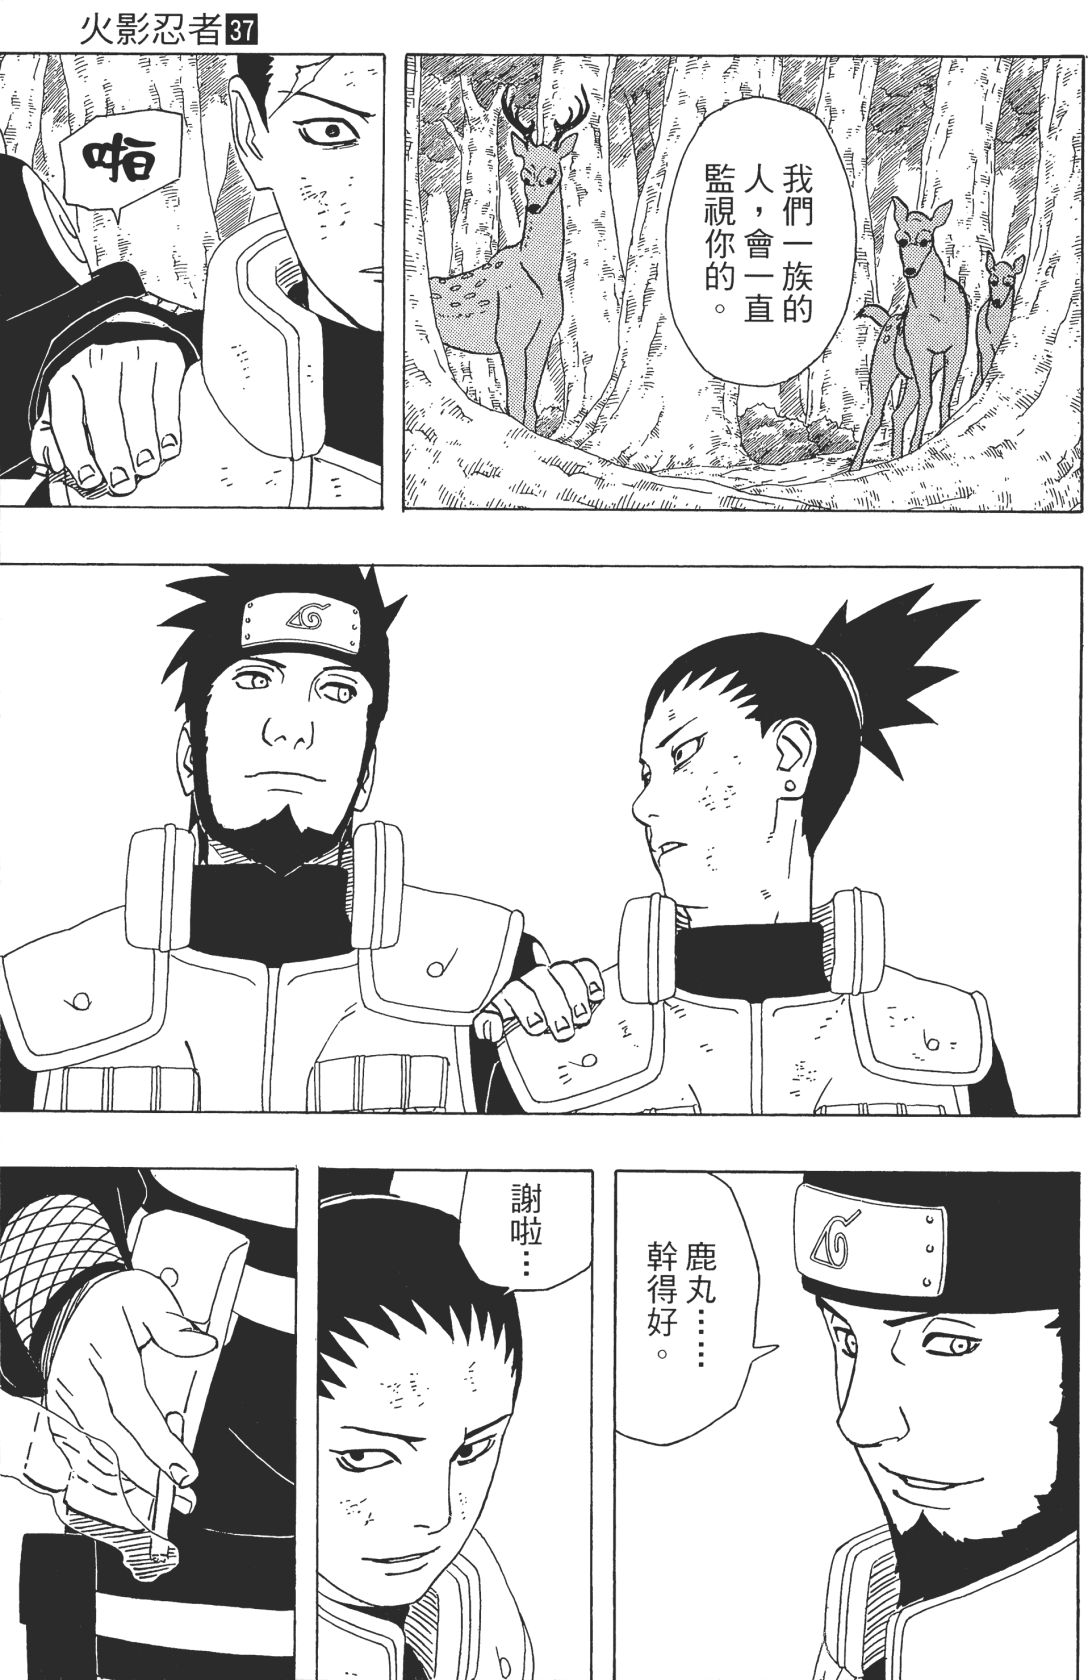 火影忍者37
我們一族的
人，會一直
監視你的。
啪
鹿丸⋯⋯
幹得好。
謝啦⋯